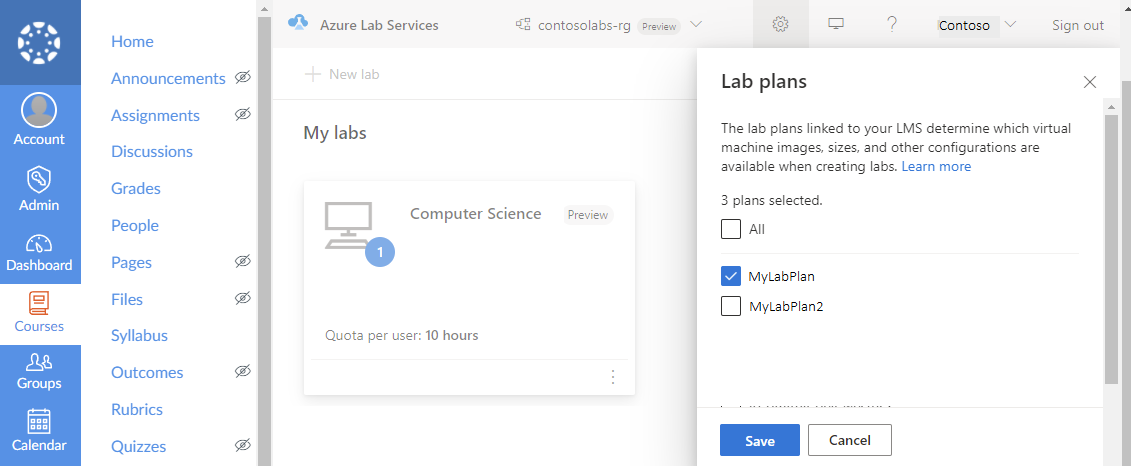 Account
Admin
Dashboard
Courses
Groups
Calendar
Home
Announcements
Assignments
Discussions
Grades
People
Pages
Files
Syllabus
Outcomes
Rubrics
Quizzes
Azure Lab Services
contosolabs-rg Preview
? Contoso Sign out
+ New lab
My labs
Computer Science Preview
1
Quota per user: 10 hours
Lab plans
The lab plans linked to your LMS determine which virtual
machine images, sizes, and other configurations are
available when creating labs. Learn more
3 plans selected.
All
MyLabPlan
MyLabPlan2
Save Cancel